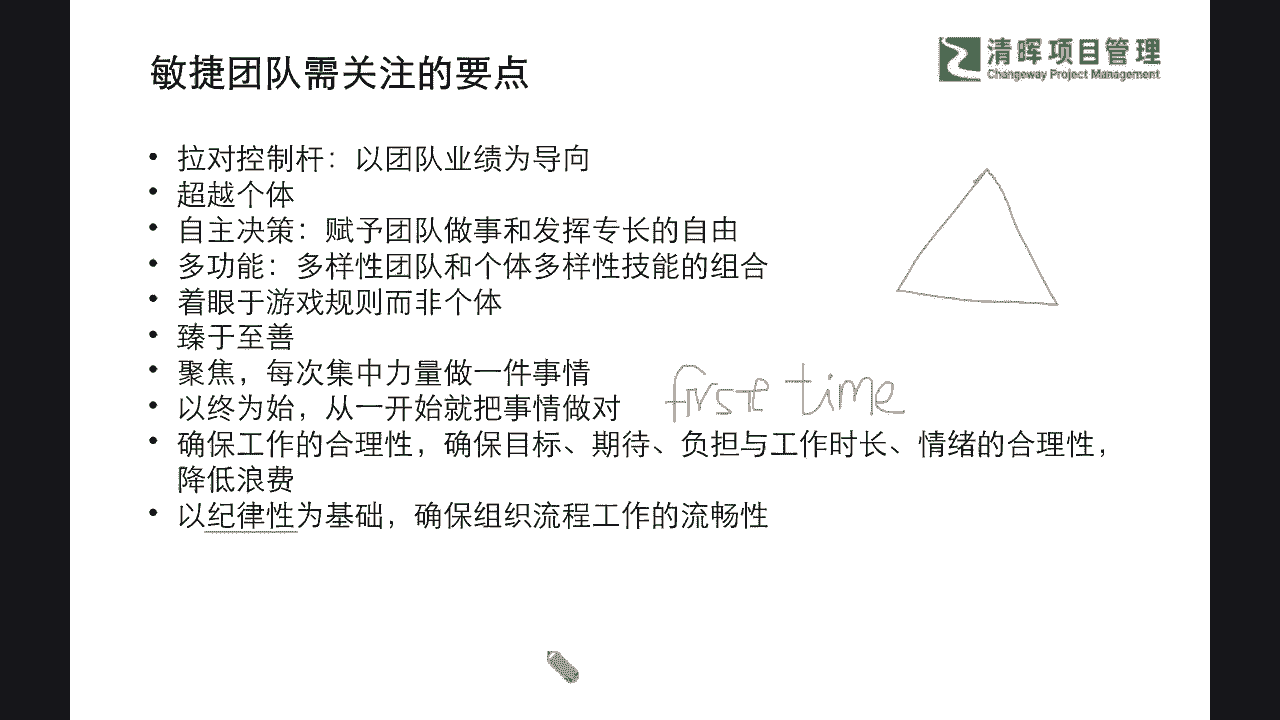 敏捷团队需关注的要点
清晖项目管理
Changeway Project Management
• 拉对控制杆：以团队业绩为导向
• 超越个体
• 自主决策：赋予团队做事和发挥专长的自由
• 多功能：多样性团队和个体多样性技能的组合
• 着眼于游戏规则而非个体
• 臻于至善
• 聚焦，每次集中力量做一件事情
• 以终为始，从一开始就把事情做对
first time
• 确保工作的合理性，确保目标、期待、负担与工作时长、情绪的合理性，
降低浪费
• 以纪律性为基础，确保组织流程工作的流畅性